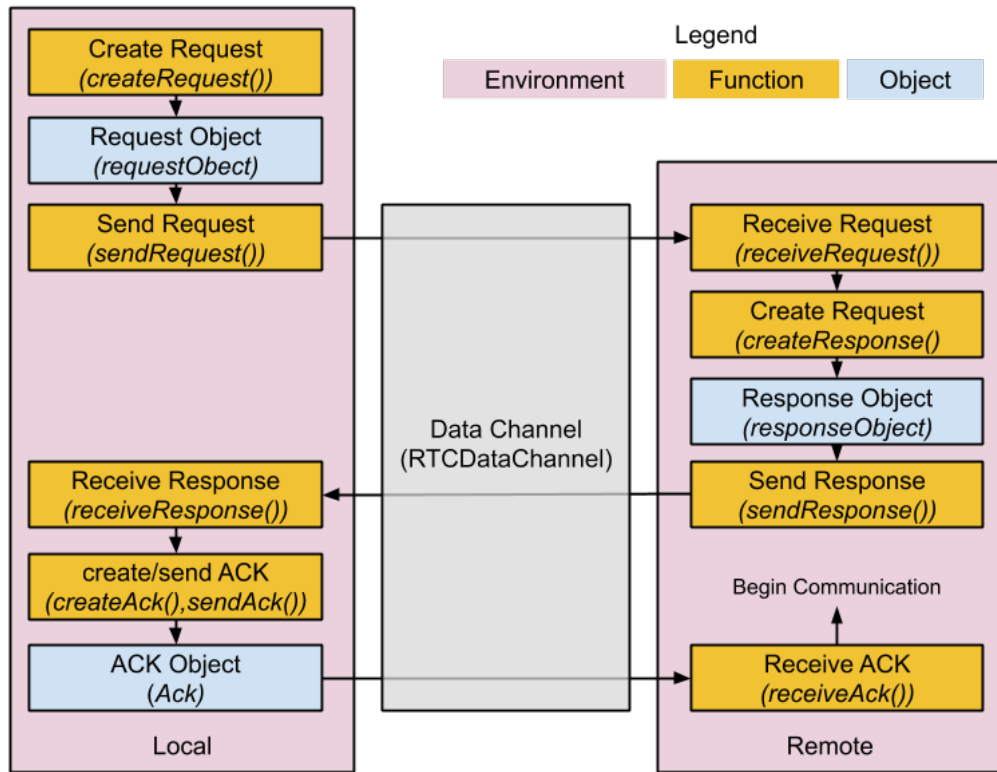 Legend
Environment
Function
Object
Create Request
(createRequest())
Request Object
(requestObect)
Send Request
(sendRequest())
Receive Response
(receiveResponse())
create/send ACK
(createAck(),sendAck())
ACK Object
(Ack)
Local
Data Channel
(RTCDataChannel)
Receive Request
(receiveRequest())
Create Request
(createResponse()
Response Object
(responseObject)
Send Response
(sendResponse())
Begin Communication
Receive ACK
(receiveAck())
Remote